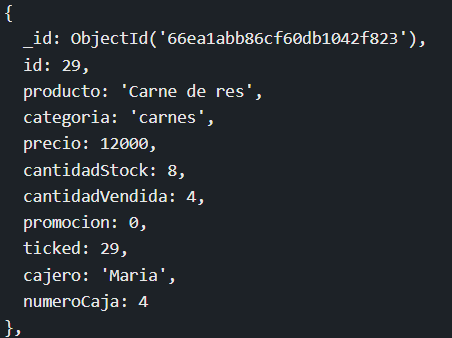 {
_id: ObjectId('66ea1abb86cf60db1042f823'),
id: 29,
producto: 'Carne de res',
categoria: 'carnes',
precio: 12000,
cantidadStock: 8,
cantidadVendida: 4,
promocion: 0,
ticked: 29,
cajero: 'Maria',
numeroCaja: 4
},